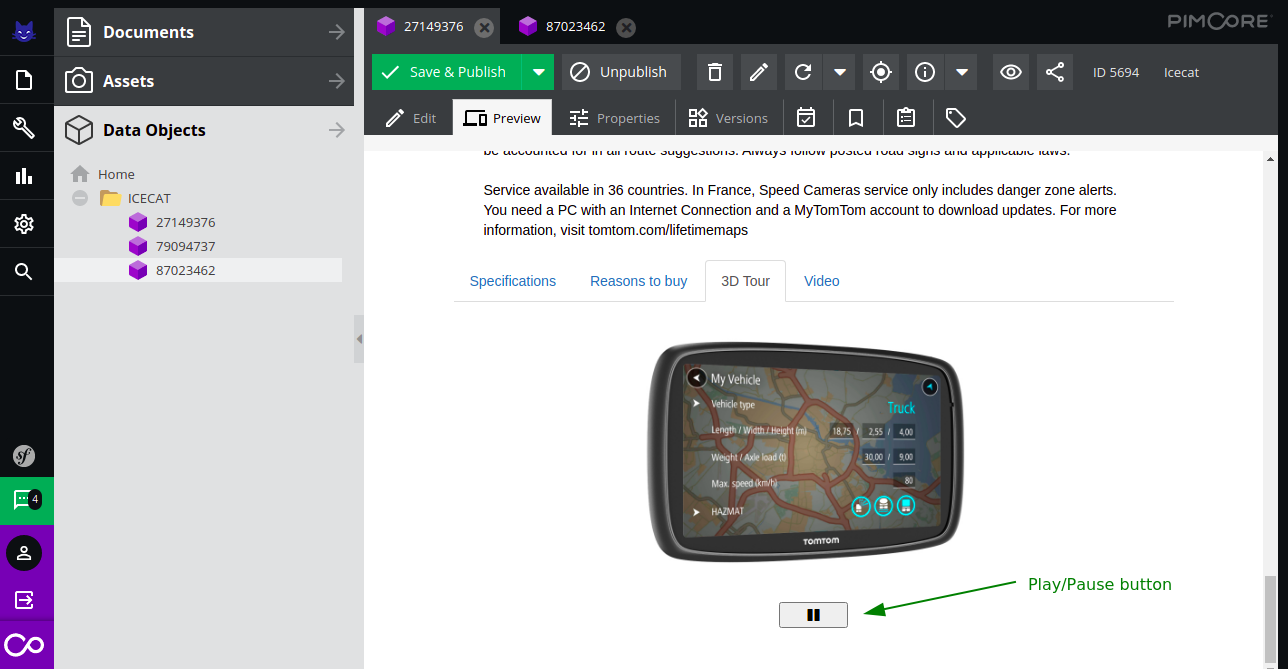 27149376
87023462
PIMCORE
Documents
Assets
Data Objects
Home
ICECAT
27149376
79094737
87023462
4
Save & Publish
Unpublish
ID 5694
Icecat
Edit
Preview
Properties
Versions
be accounted for in all route suggestions. Always follow posted road signs and applicable laws.
Service available in 36 countries. In France, Speed Cameras service only includes danger zone alerts.
You need a PC with an Internet Connection and a MyTomTom account to download updates. For more
information, visit tomtom.com/lifetimemaps
Specifications
Reasons to buy
3D Tour
Video
My Vehicle
Vehicle type
Truck
Length / Width / Height (m) 18,75 / 2,55 / 4,00
Weight / Axle load (t) 30,00 / 9,00
Max. speed (km/h) 80
HAZMAT
TOMTOM
Play/Pause button
sf